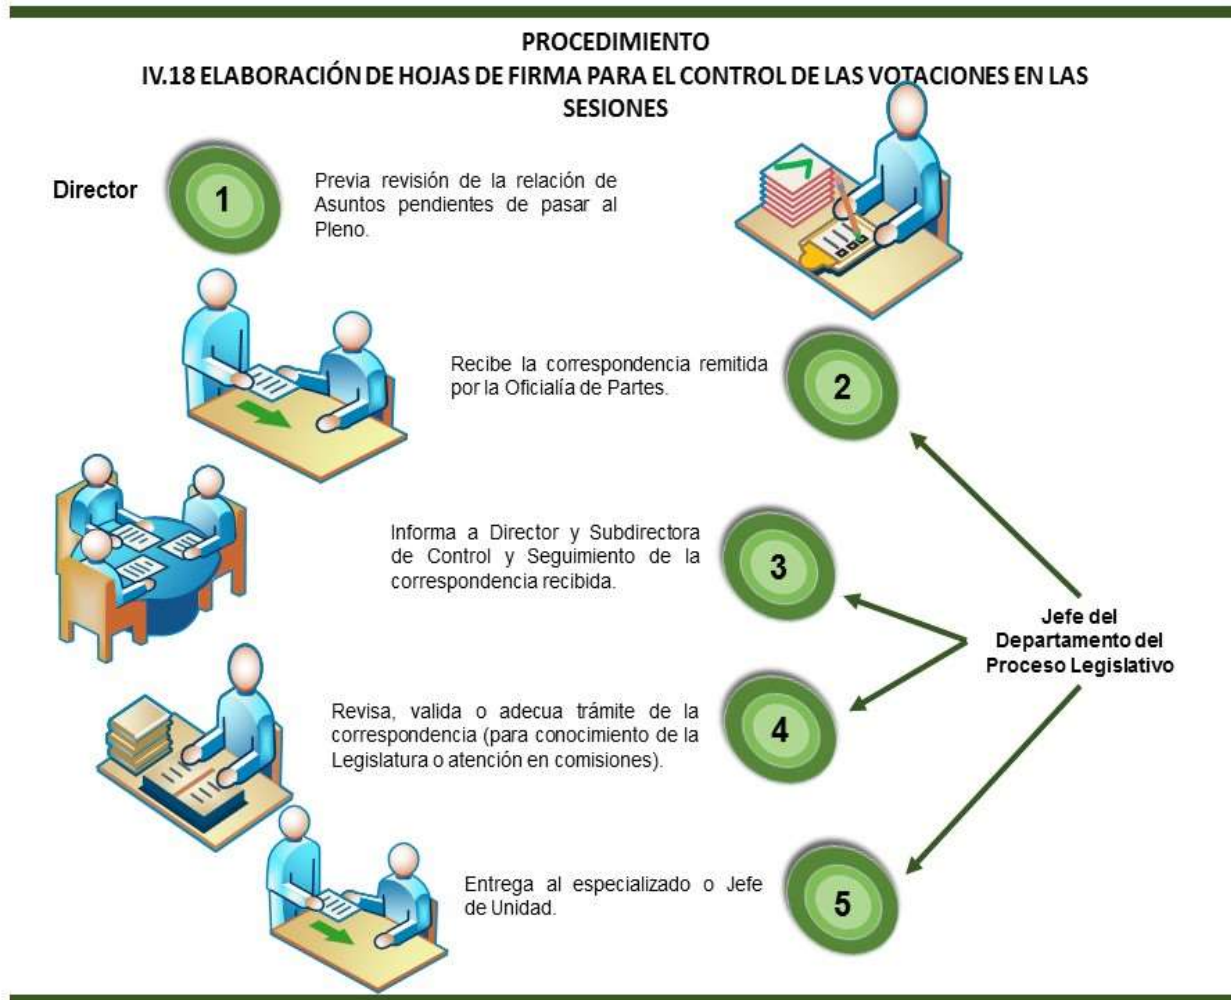 PROCEDIMIENTO
IV.18 ELABORACIÓN DE HOJAS DE FIRMA PARA EL CONTROL DE LAS VOTACIONES EN LAS
SESIONES
Director
1
Previa revisión de la relación de
Asuntos pendientes de pasar al
Pleno.
Recibe la correspondencia remitida
por la Oficialía de Partes.
2
Informa a Director y Subdirectora
de Control y Seguimiento de la
correspondencia recibida.
3
Jefe del
Departamento del
Proceso Legislativo
Revisa, valida o adecua trámite de la
correspondencia (para conocimiento de la
Legislatura o atención en comisiones).
4
Entrega al especializado o Jefe
de Unidad.
5